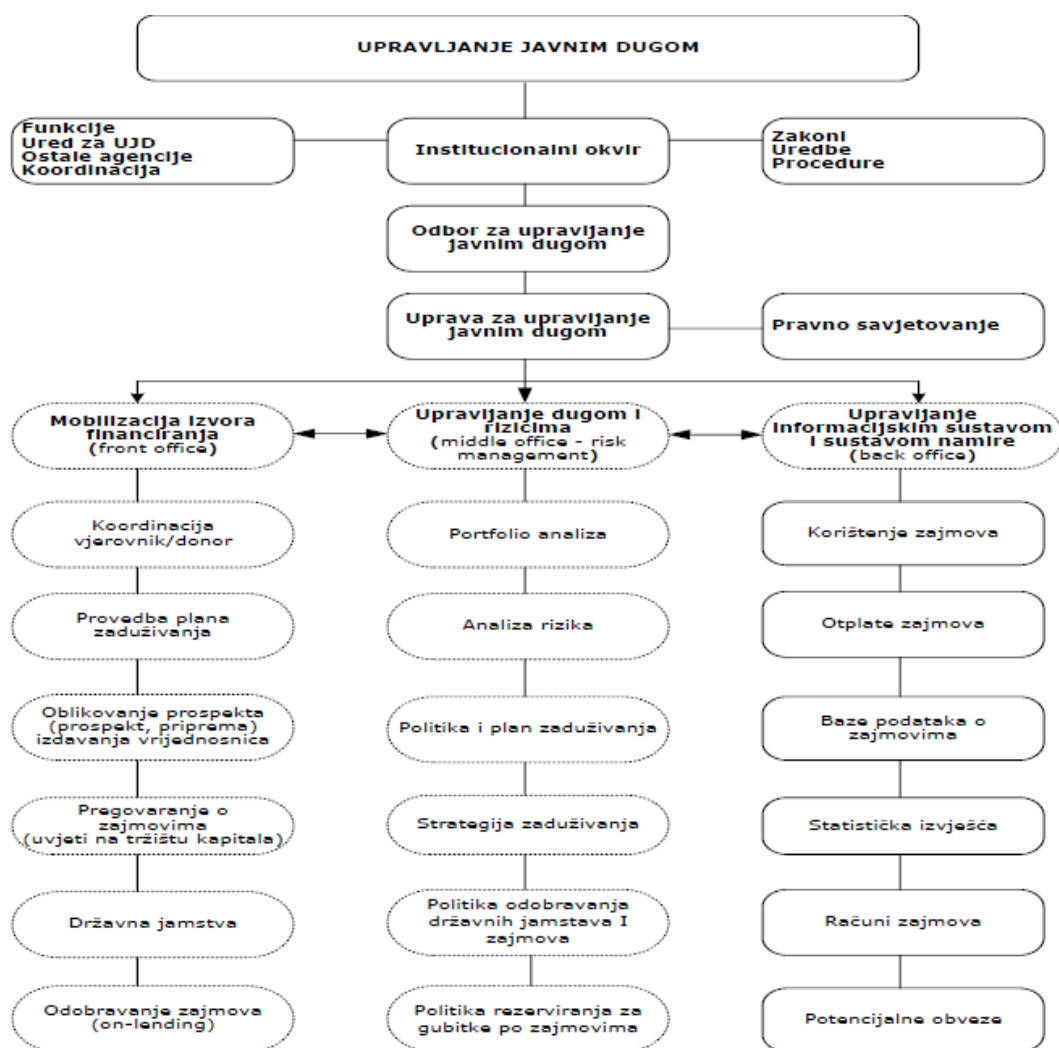 UPRAVLJANJE JAVNIM DUGOM
Funkcije
Ured za UJD
Ostale agencije
Koordinacija
Institucionalni okvir
Zakoni
Uredbe
Procedure
Odbor za upravljanje
javnim dugom
Uprava za upravljanje
javnim dugom
Pravno savjetovanje
Mobilizacija izvora
financiranja
(front office)
Upravljanje dugom i
rizicima
(middle office - risk
management)
Upravljanje
informacijskim sustavom
i sustavom namire
(back office)
Koordinacija
vjerovnik/donor
Provedba plana
zaduživanja
Oblikovanje prospekta
(prospekt, priprema)
izdavanja vrijednosnica
Pregovaranje o
zajmovima
(uvjeti na tržištu kapitala)
Državna jamstva
Odobravanje zajmova
(on-lending)
Portfolio analiza
Analiza rizika
Politika i plan zaduživanja
Strategija zaduživanja
Politika odobravanja
državnih jamstava I
zajmova
Politika rezerviranja za
gubitke po zajmovima
Korištenje zajmova
Otplate zajmova
Baze podataka o
zajmovima
Statistička izvješća
Računi zajmova
Potencijalne obveze